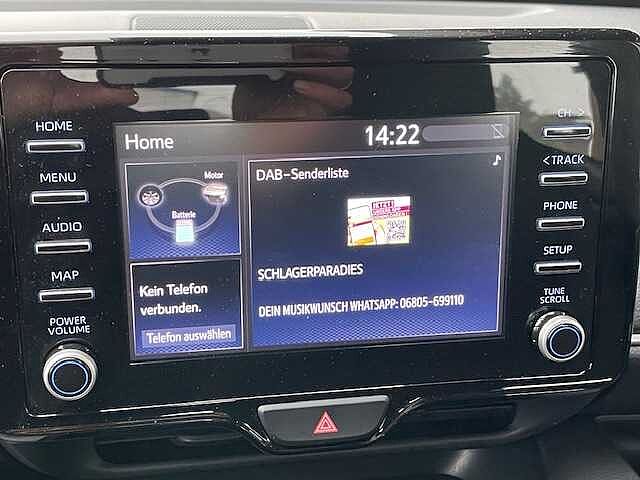 HOME
MENU
AUDIO
MAP
POWER
VOLUME
Home
14:22
Motor
Batterie
Kein Telefon
verbunden.
Telefon auswählen
DAB-Senderliste
JETZT!
SCHLAGERPARADIES
DEIN MUSIKWUNSCH WHATSAPP: 06805-699110
CH >
< TRACK
PHONE
SETUP
TUNE
SCROLL